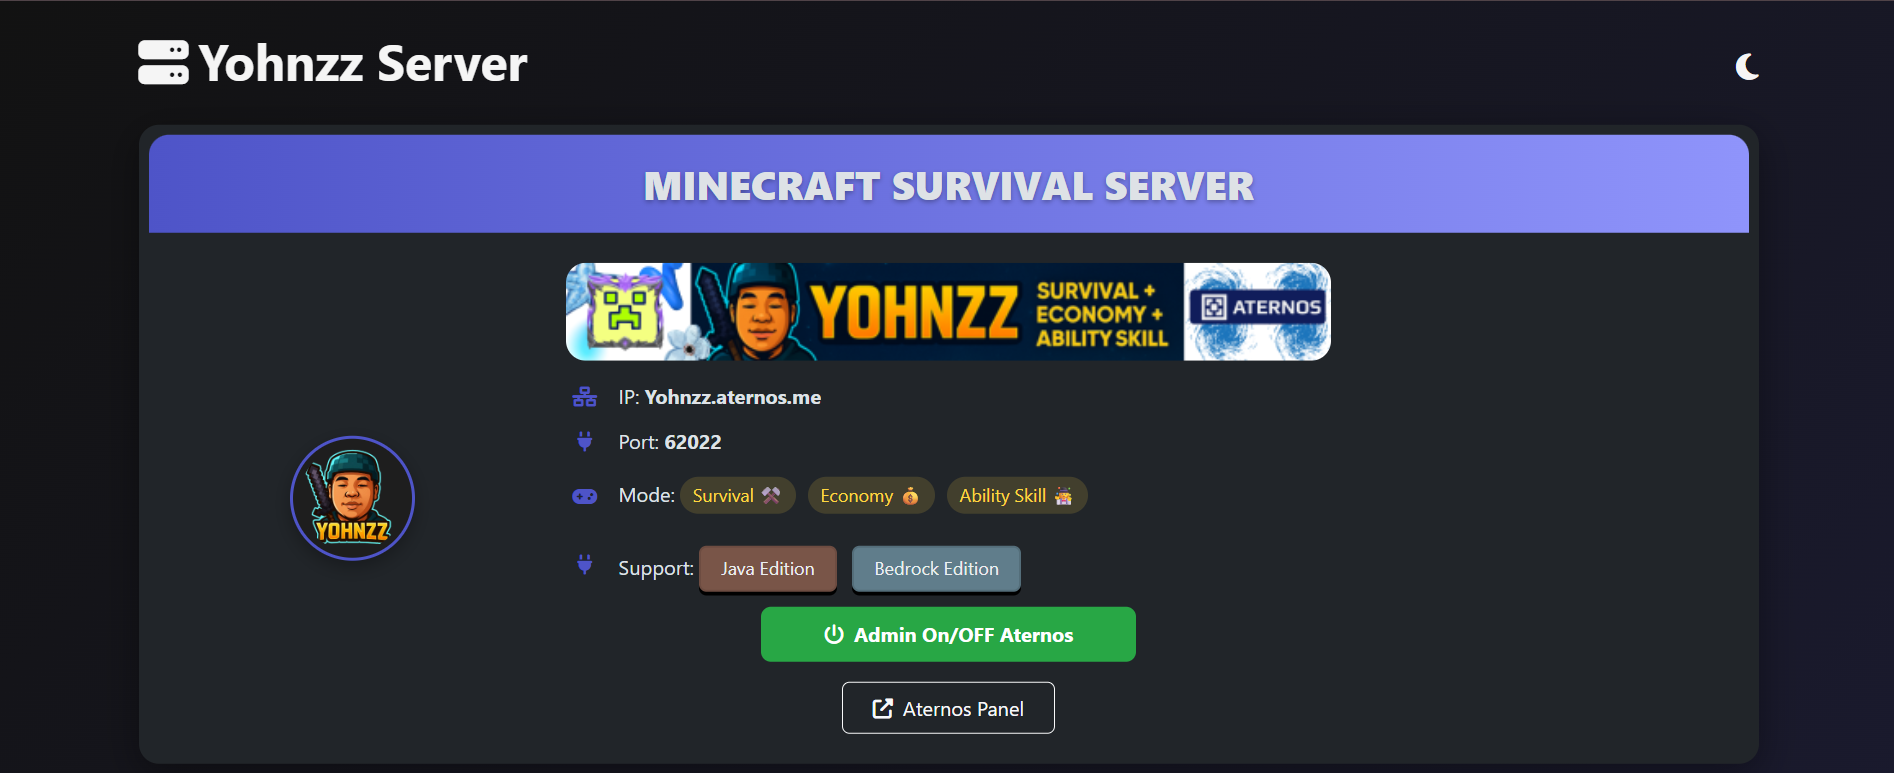 Yohnzz Server
MINECRAFT SURVIVAL SERVER
YOHNZZ
SURVIVAL +
ECONOMY +
ABILITY SKILL
ATERNOS
IP: Yohnzz.aternos.me
Port: 62022
YOHNZZ
Mode: Survival Economy Ability Skill
Support: Java Edition Bedrock Edition
Admin On/OFF Aternos
Aternos Panel